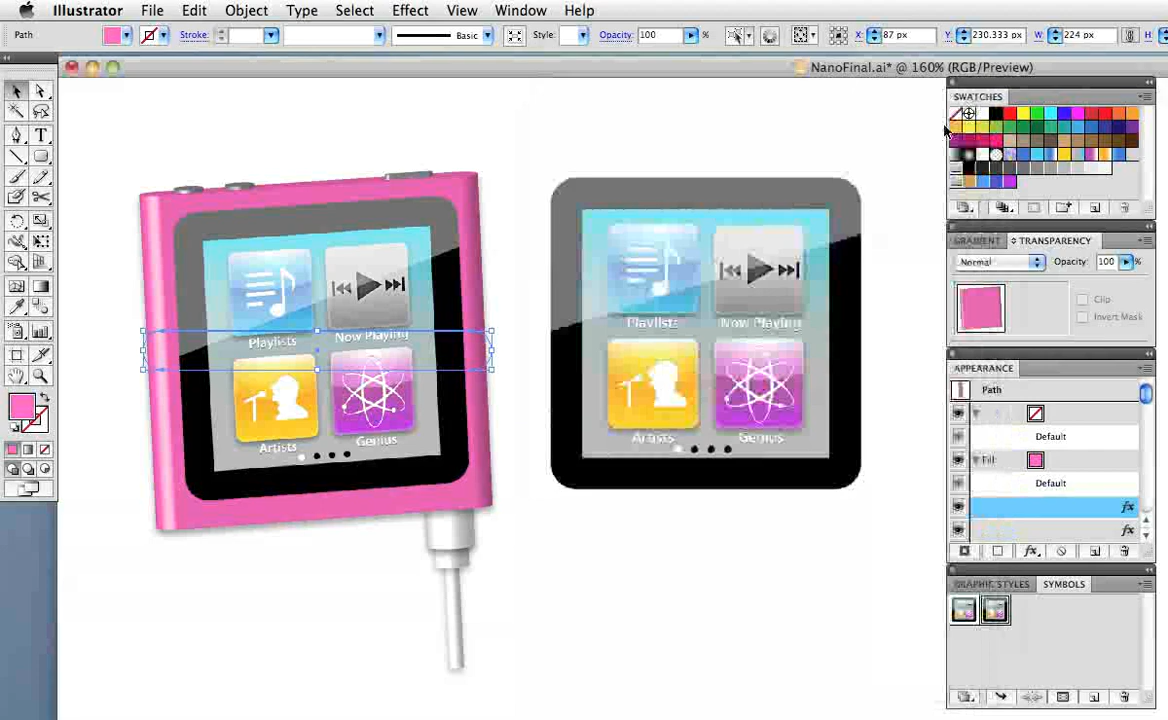 Illustrator File Edit Object Type Select Effect View Window Help
Path Stroke: Basic Style: Opacity: 100 % X: 87 px Y: 230.333 px W: 224 px H:
NanoFinal.ai* @ 160% (RGB/Preview)
SWATCHES
GRADIENT TRANSPARENCY
Normal Opacity: 100 %
Clip
Invert Mask
APPEARANCE
Path
Default
Fill:
Default
fx
fx
fx
GRAPHIC STYLES SYMBOLS
T
Playlists Now Playing
Artists Genius
Playlists Now Playing
Artists Genius